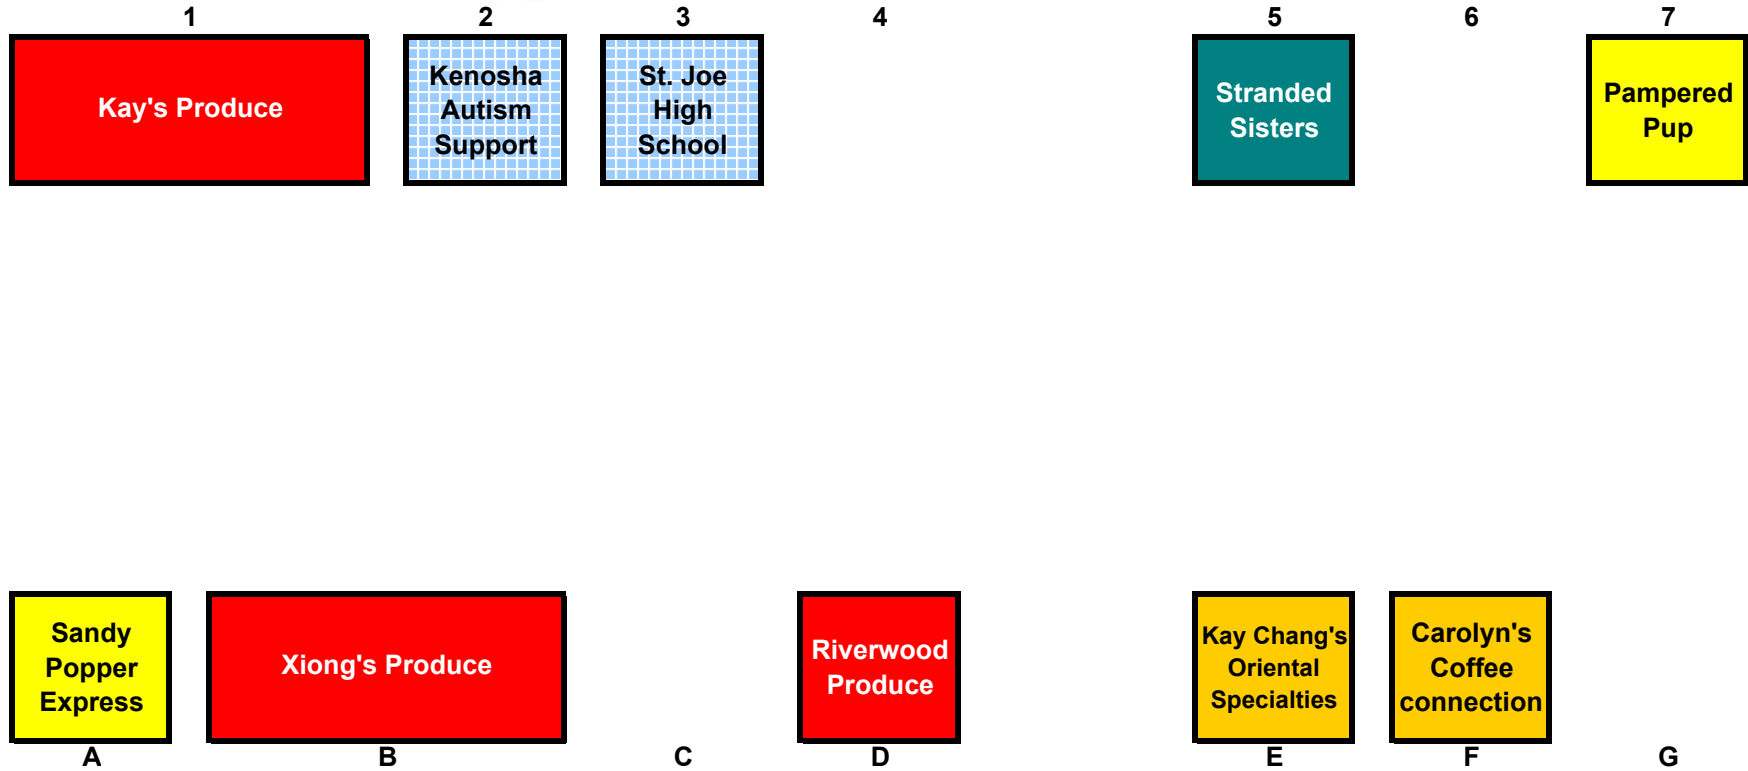 1 2 3 4 5 6 7
Kay's Produce
Kenosha
Autism
Support
St. Joe
High
School
Stranded
Sisters
Pampered
Pup
Sandy
Popper
Express
Xiong's Produce
Riverwood
Produce
Kay Chang's
Oriental
Specialties
Carolyn's
Coffee
connection
A B C D E F G